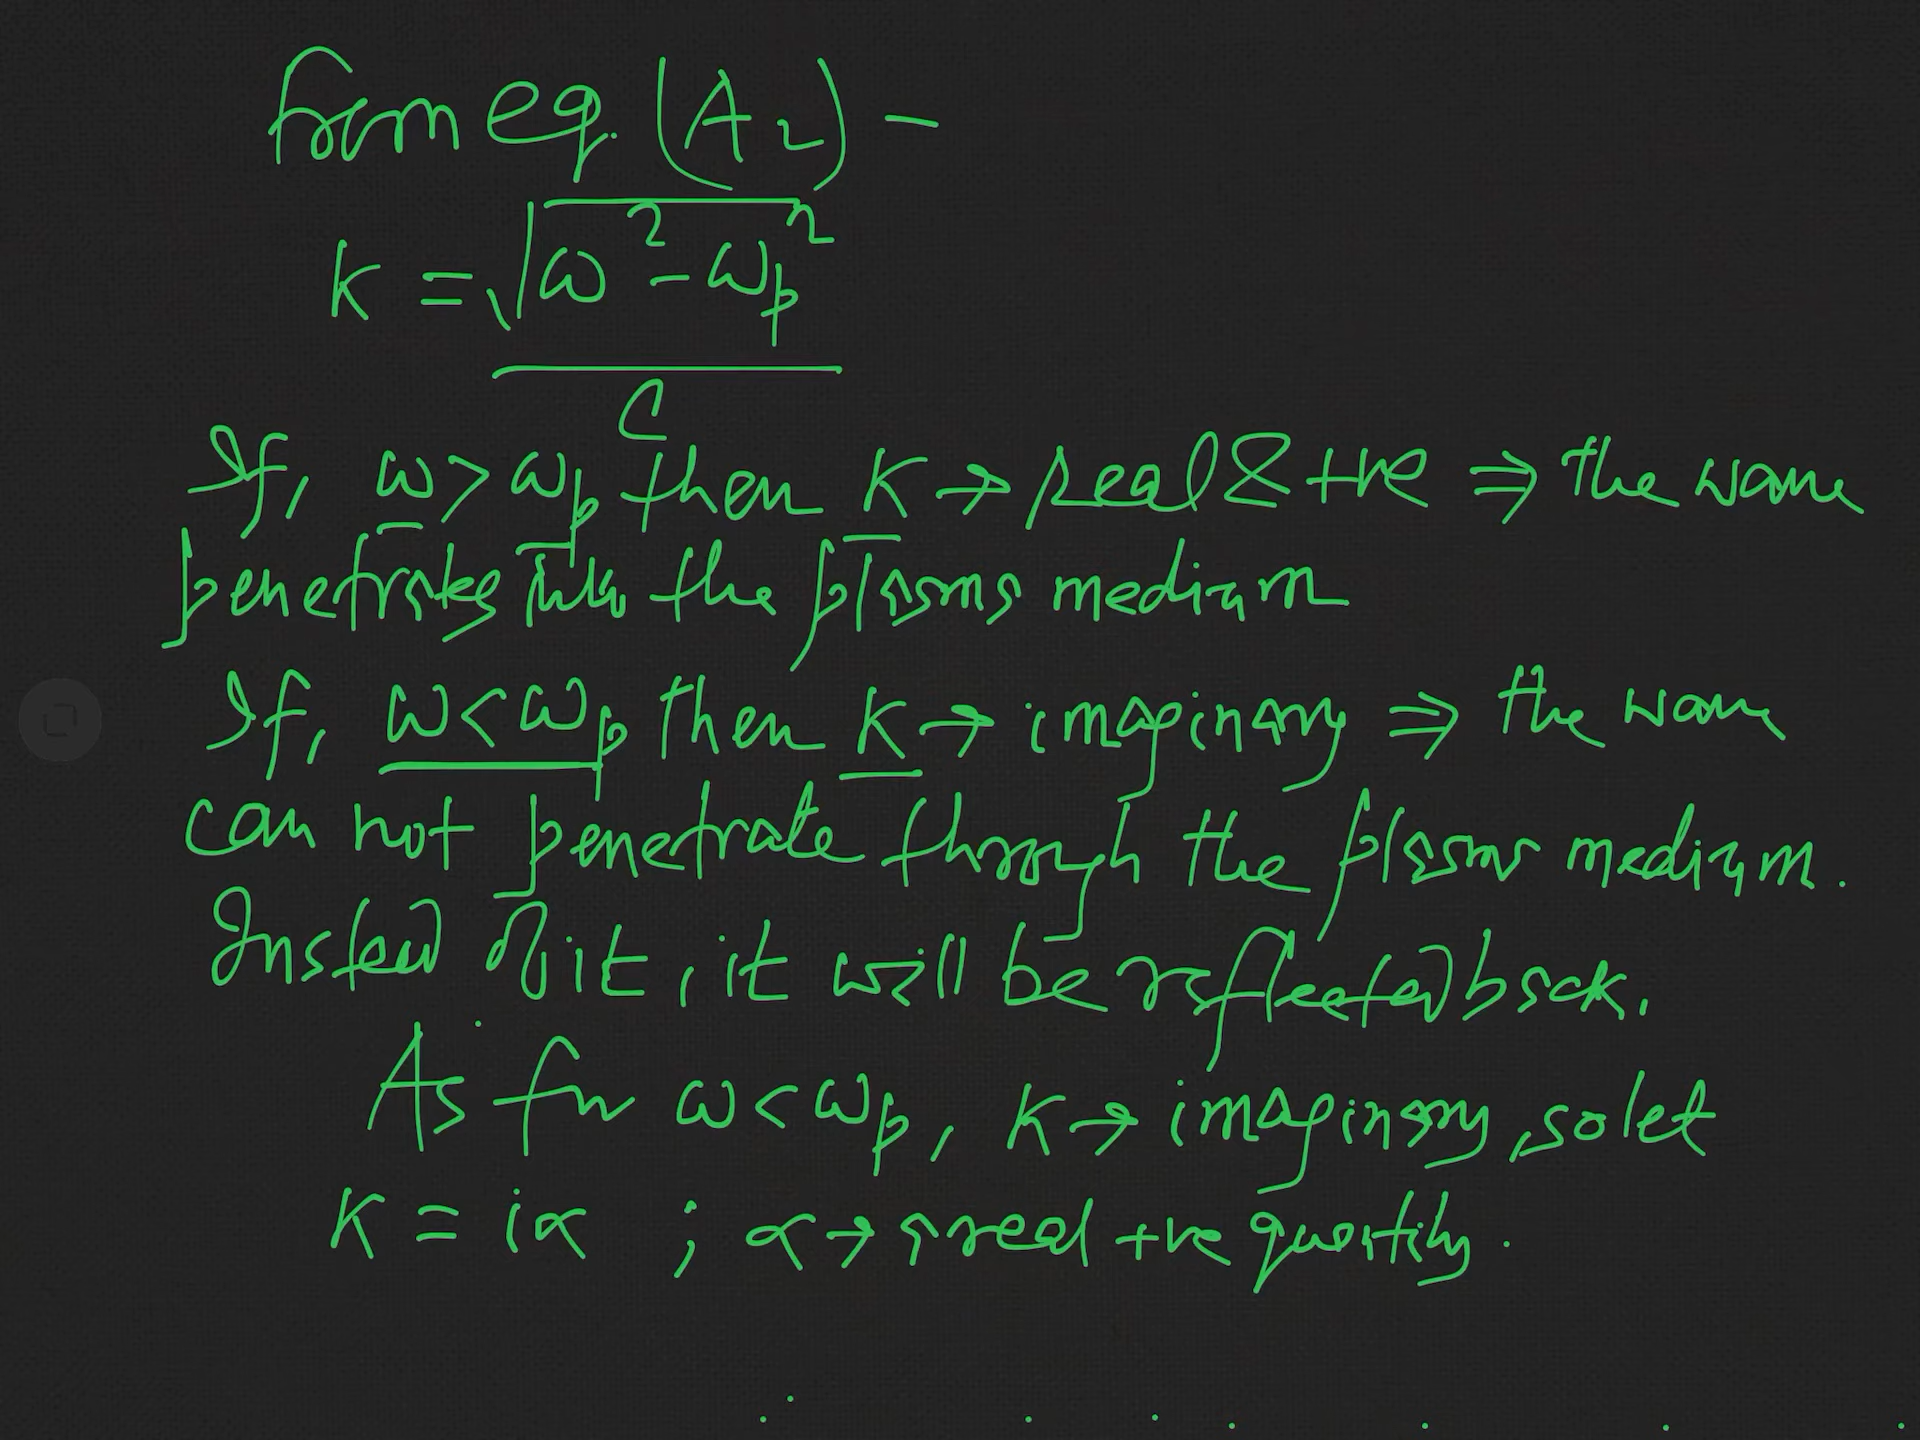 from eq. (A₂) –
k = √(ω² – ωp²) / c
If, ω > ωp then k → real & +ve ⇒ the wave
penetrates into the plasma medium
If, ω < ωp then k → imaginary ⇒ the wave
can not penetrate through the plasma medium.
Instead of it, it will be reflected back.
As for ω < ωp, k → imaginary, so let
k = iα ; α → a real +ve quantity.